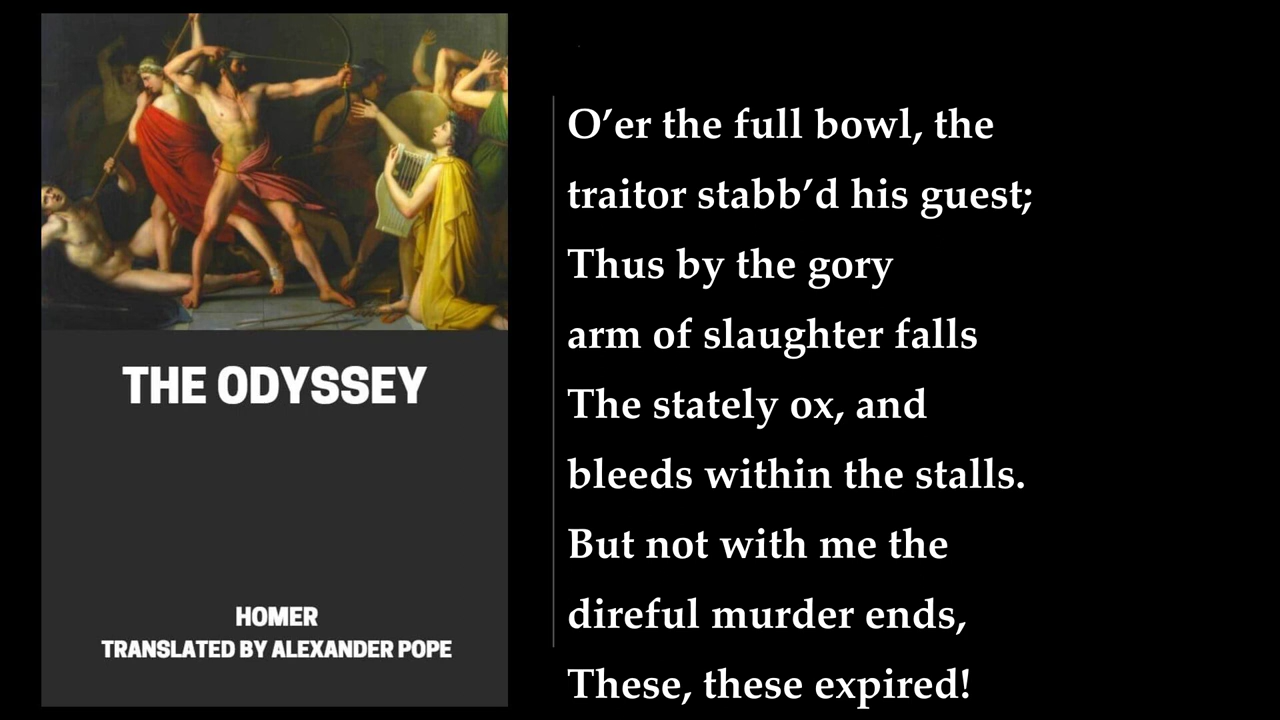 THE ODYSSEY
HOMER
TRANSLATED BY ALEXANDER POPE
O’er the full bowl, the
traitor stabb’d his guest;
Thus by the gory
arm of slaughter falls
The stately ox, and
bleeds within the stalls.
But not with me the
direful murder ends,
These, these expired!